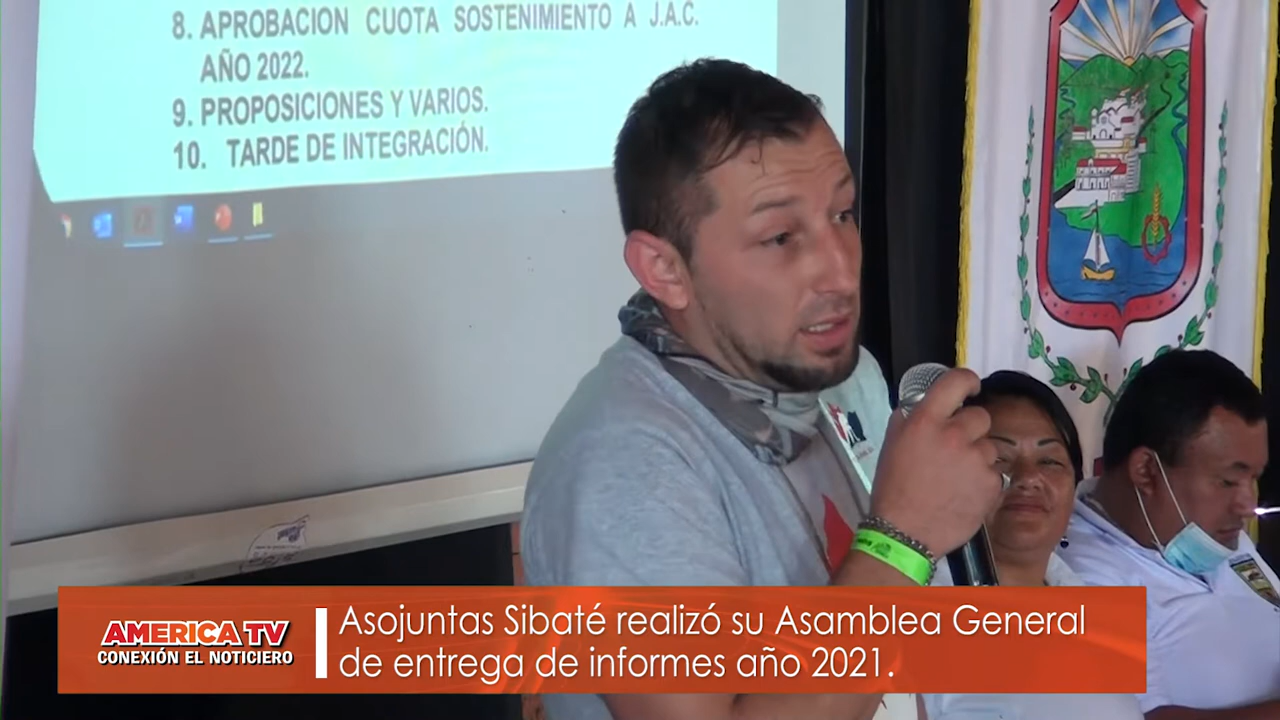 8. APROBACION CUOTA SOSTENIMIENTO A J.A.C.
AÑO 2022.
9. PROPOSICIONES Y VARIOS.
10. TARDE DE INTEGRACIÓN.
AMERICA TV
CONEXIÓN EL NOTICIERO
Asojuntas Sibaté realizó su Asamblea General
de entrega de informes año 2021.